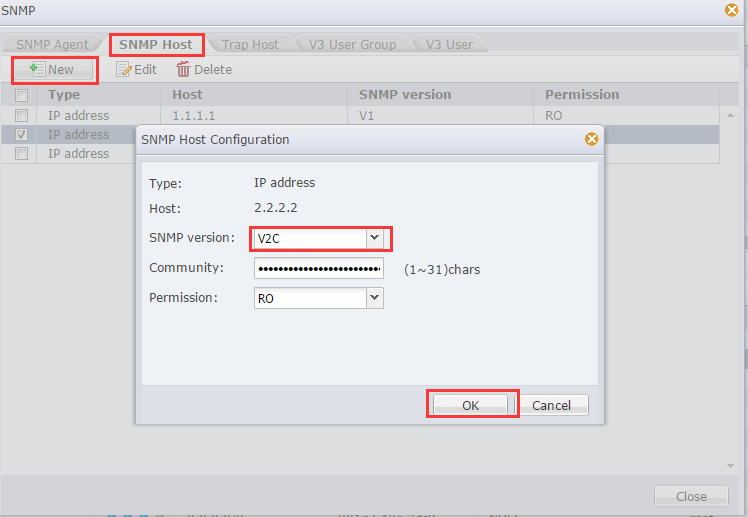 SNMP
SNMP Agent SNMP Host Trap Host V3 User Group V3 User
New Edit Delete
Type Host SNMP version Permission
IP address 1.1.1.1 V1 RO
IP address
IP address
SNMP Host Configuration
Type: IP address
Host: 2.2.2.2
SNMP version: V2C
Community: •••••••••••••••••••••••• (1~31)chars
Permission: RO
OK Cancel
Close